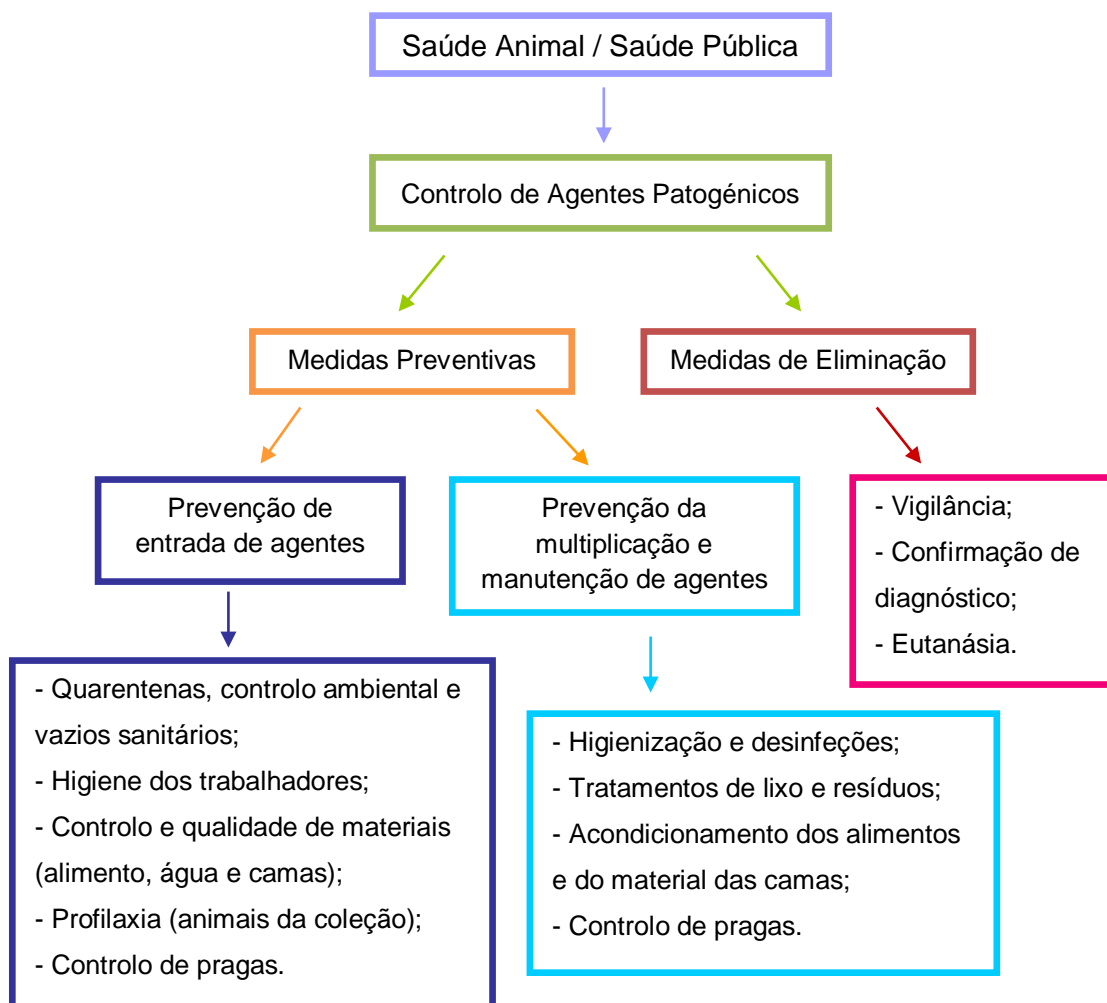 Saúde Animal / Saúde Pública
Controlo de Agentes Patogénicos
Medidas Preventivas
Medidas de Eliminação
Prevenção de
entrada de agentes
Prevenção da
multiplicação e
manutenção de agentes
- Vigilância;
- Confirmação de
diagnóstico;
- Eutanásia.
- Quarentenas, controlo ambiental e
vazios sanitários;
- Higiene dos trabalhadores;
- Controlo e qualidade de materiais
(alimento, água e camas);
- Profilaxia (animais da coleção);
- Controlo de pragas.
- Higienização e desinfeções;
- Tratamentos de lixo e resíduos;
- Acondicionamento dos alimentos
e do material das camas;
- Controlo de pragas.